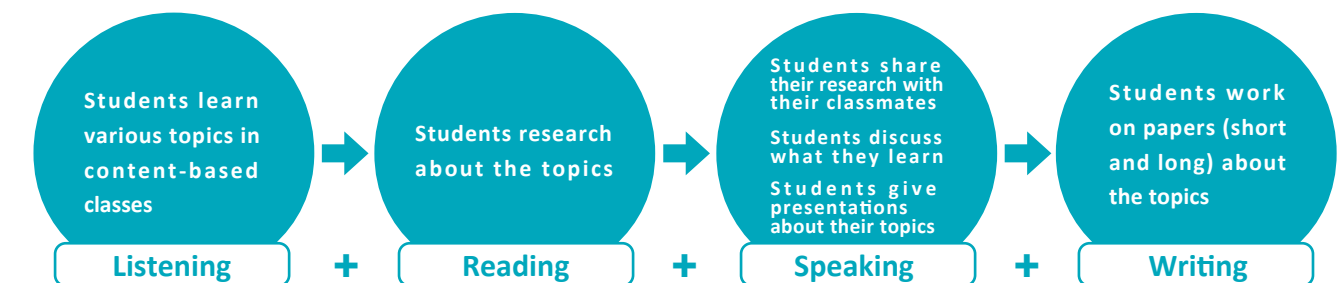 Students learn
various topics in
content-based
classes
Listening
+
Students research
about the topics
Reading
+
Students share
their research with
their classmates
Students discuss
what they learn
Students give
presentations
about their topics
Speaking
+
Students work
on papers (short
and long) about
the topics
Writing